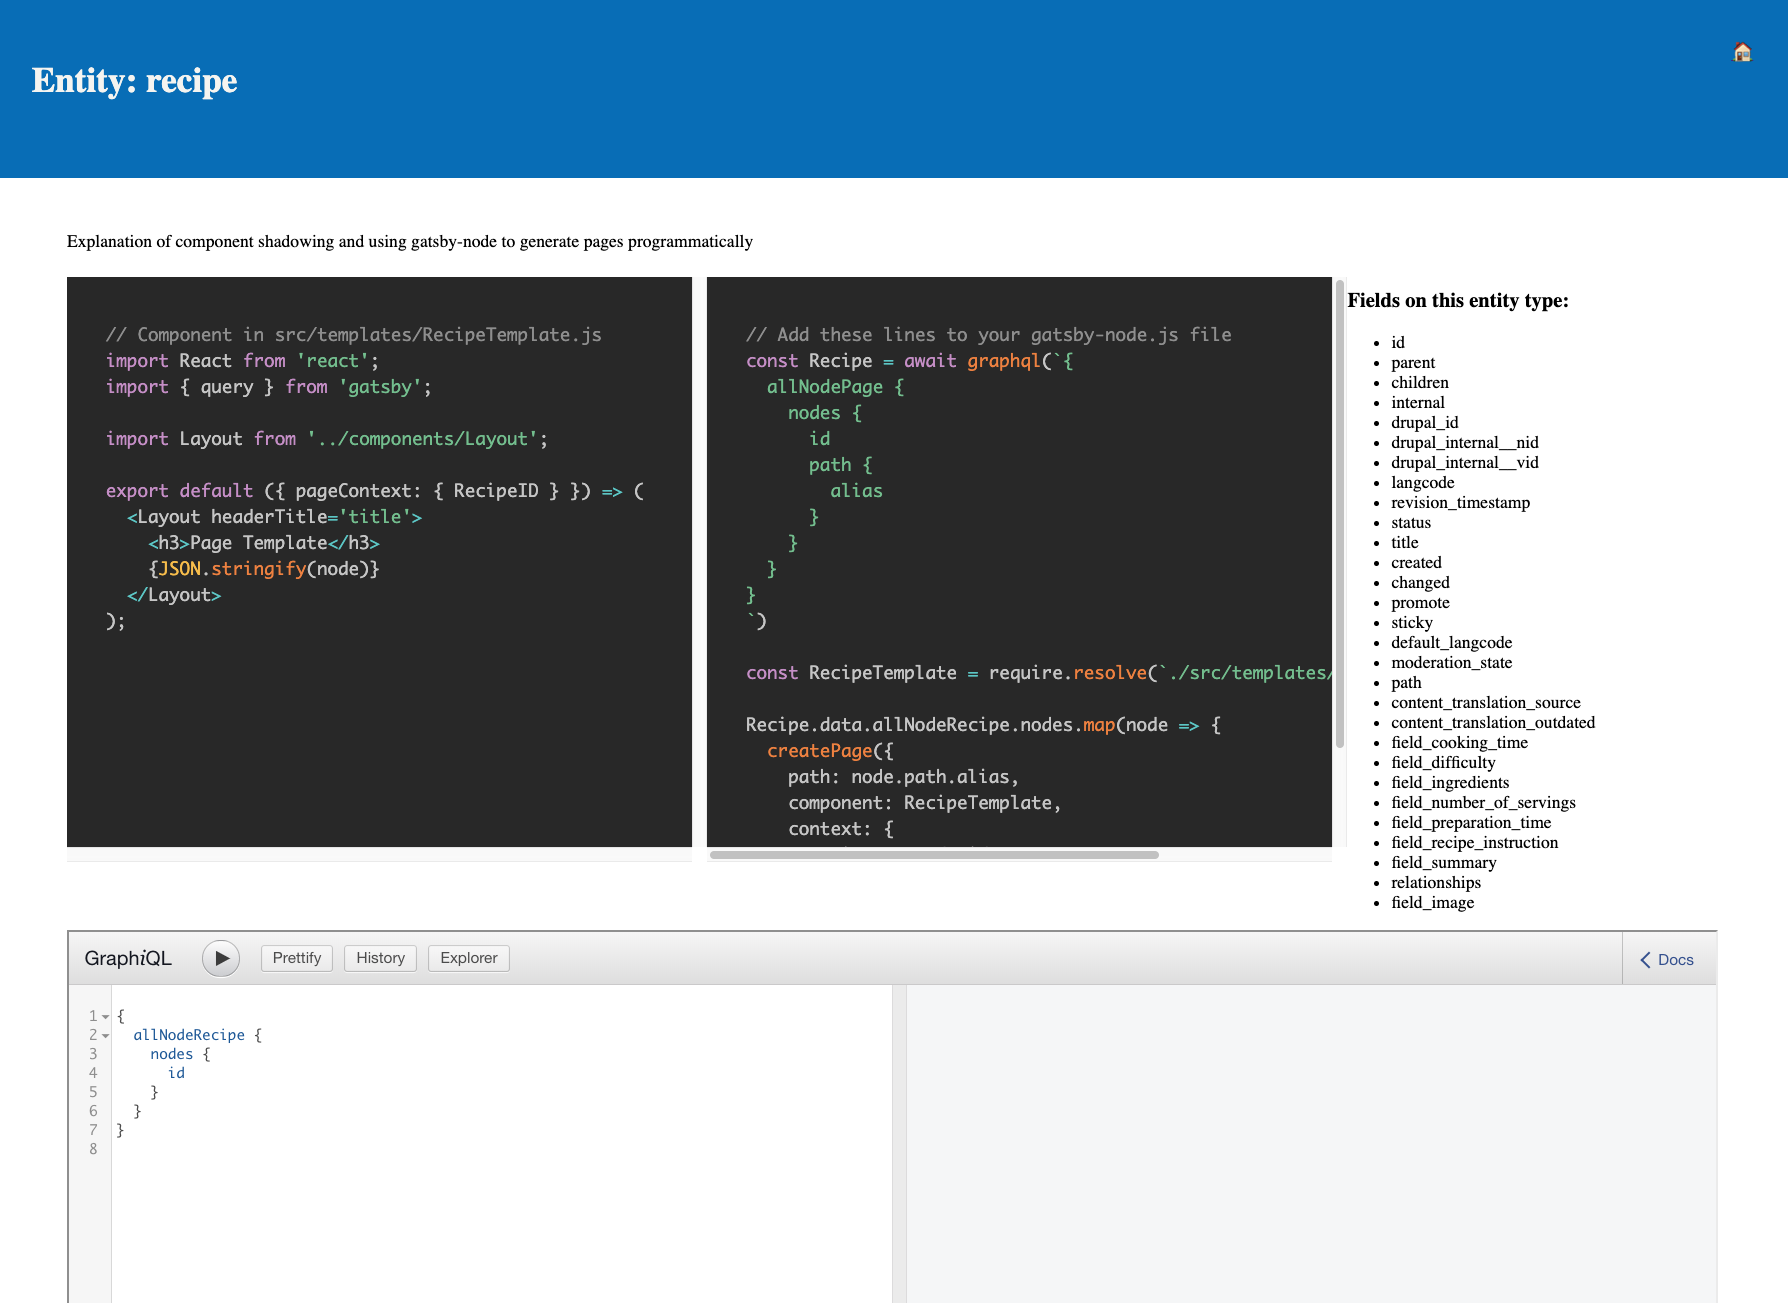 Entity: recipe
Explanation of component shadowing and using gatsby-node to generate pages programmatically
// Component in src/templates/RecipeTemplate.js
import React from 'react';
import { query } from 'gatsby';
import Layout from '../components/Layout';
export default ({ pageContext: { RecipeID } }) => (
<Layout headerTitle='title'>
<h3>Page Template</h3>
{JSON.stringify(node)}
</Layout>
);
// Add these lines to your gatsby-node.js file
const Recipe = await graphql(`{
allNodePage {
nodes {
id
path {
alias
}
}
}
}
`)
const RecipeTemplate = require.resolve(`./src/templates/
Recipe.data.allNodeRecipe.nodes.map(node => {
createPage({
path: node.path.alias,
component: RecipeTemplate,
context: {
Fields on this entity type:
• id
• parent
• children
• internal
• drupal_id
• drupal_internal__nid
• drupal_internal__vid
• langcode
• revision_timestamp
• status
• title
• created
• changed
• promote
• sticky
• default_langcode
• moderation_state
• path
• content_translation_source
• content_translation_outdated
• field_cooking_time
• field_difficulty
• field_ingredients
• field_number_of_servings
• field_preparation_time
• field_recipe_instruction
• field_summary
• relationships
• field_image
GraphiQL Prettify History Explorer Docs
1 {
2 allNodeRecipe {
3 nodes {
4 id
5 }
6 }
7 }
8